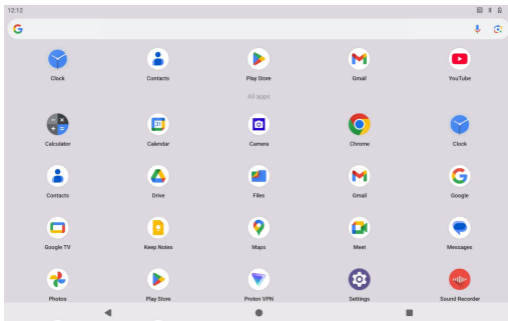 12:12
Clock Contacts Play Store Gmail YouTube
All apps
Calculator Calendar Camera Chrome Clock
Contacts Drive Files Gmail Google
Google TV Keep Notes Maps Meet Messages
Photos Play Store Proton VPN Settings Sound Recorder